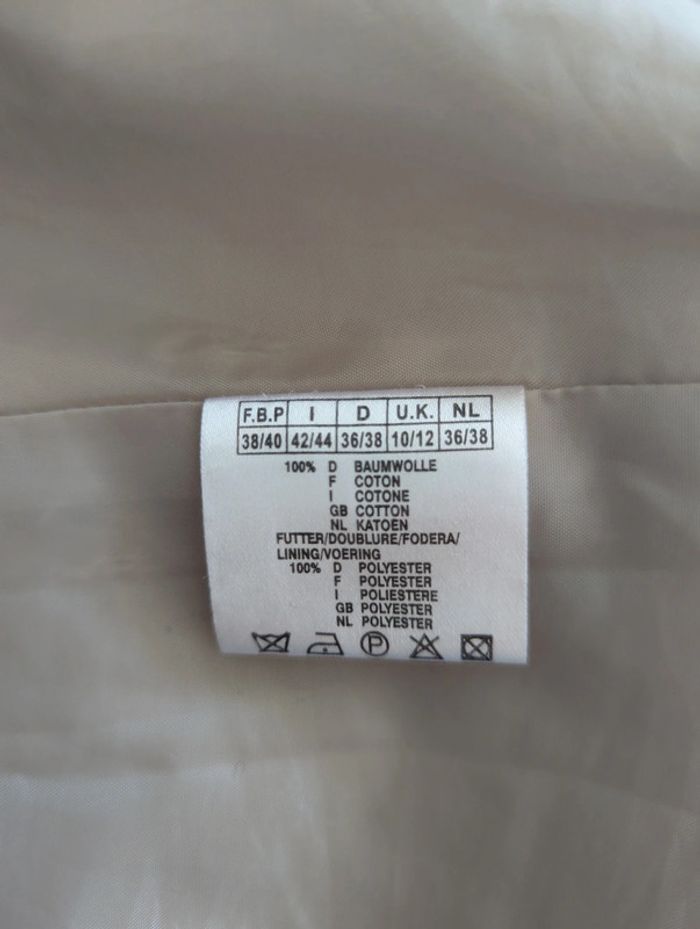 F.B.P I D U.K. NL
38/40 42/44 36/38 10/12 36/38
100% D BAUMWOLLE
F COTON
I COTONE
GB COTTON
NL KATOEN
FUTTER/DOUBLURE/FODERA/
LINING/VOERING
100% D POLYESTER
F POLYESTER
I POLIESTERE
GB POLYESTER
NL POLYESTER
P